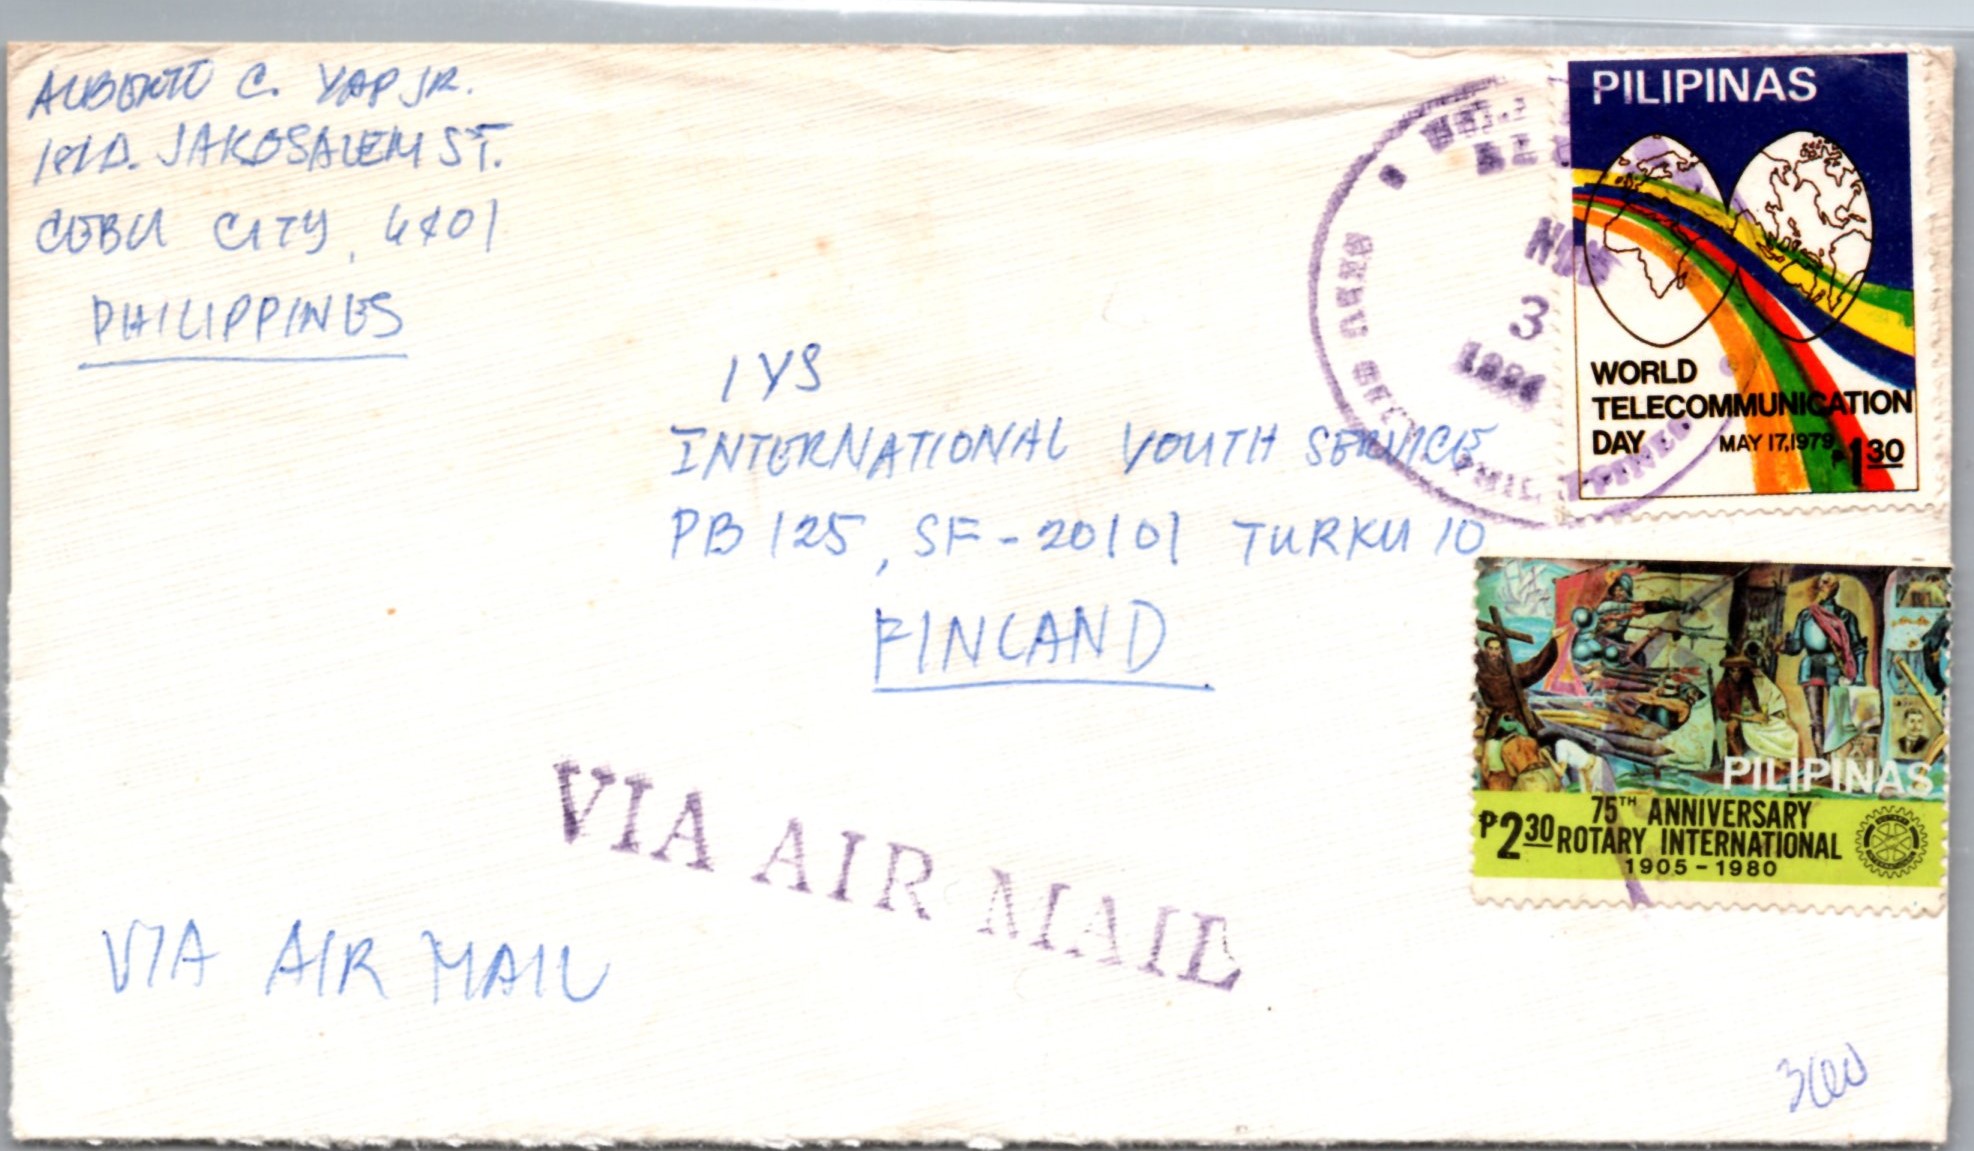 ALBERTO C. YAP JR.
JAKOSALEM ST.
CEBU CITY, 6401
PHILIPPINES
IYS
INTERNATIONAL YOUTH SERVICE
PB 125, SF-20101 TURKU 10
FINLAND
VIA AIR MAIL
VIA AIR MAIL
NOV
3
PILIPINAS
WORLD
TELECOMMUNICATION
DAY MAY 17, 1979
₱1.30
PILIPINAS
75TH ANNIVERSARY
₱2.30 ROTARY INTERNATIONAL
1905-1980